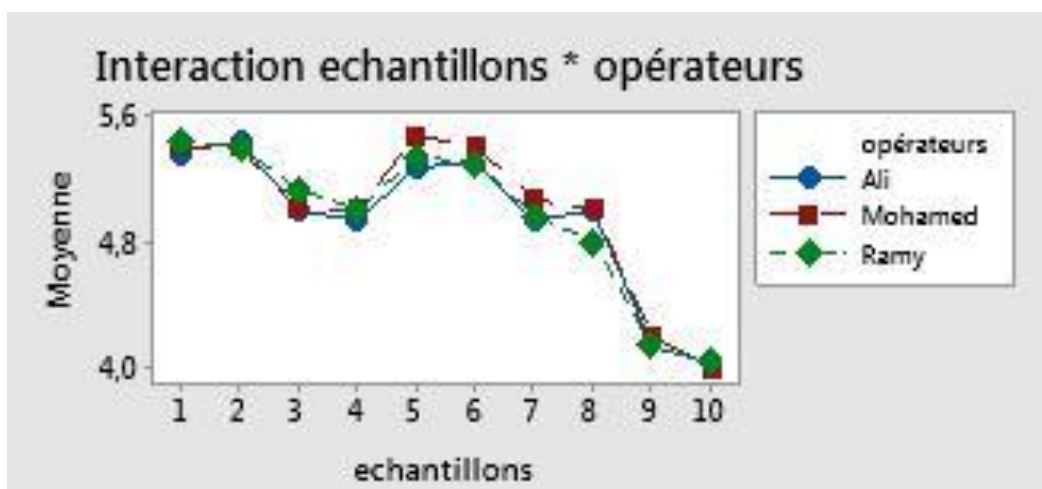 Interaction echantillons * opérateurs
5,6
4,8
4,0
Moyenne
1 2 3 4 5 6 7 8 9 10
echantillons
opérateurs
Ali
Mohamed
Ramy